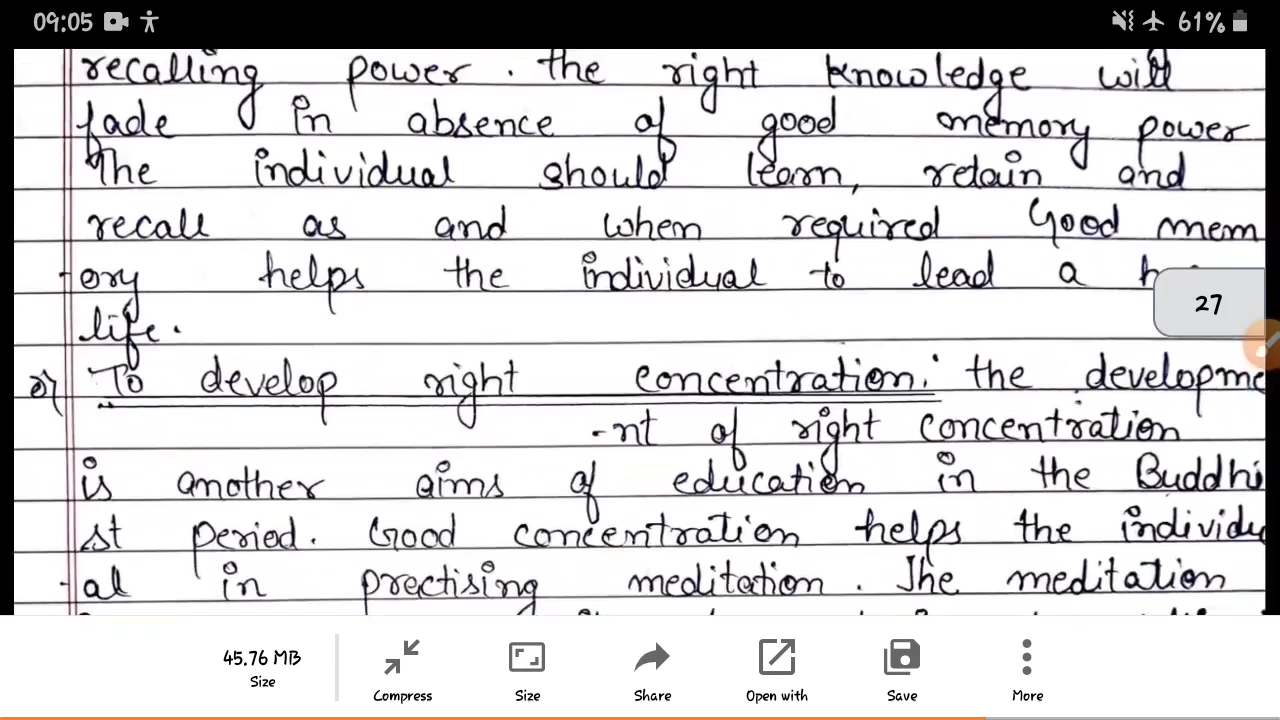 09:05 61%
recalling power. the right knowledge will
fade in absence of good memory power
The individual should learn, retain and
recall as and when required Good mem
-ory helps the individual to lead a
27
life.
To develop right concentration: the developme
-nt of right concentration
is another aims of education in the Buddhi
st period. Good concentration helps the individu
-al in prectising meditation. The meditation
45.76 MB
Size
Compress
Size
Share
Open with
Save
More